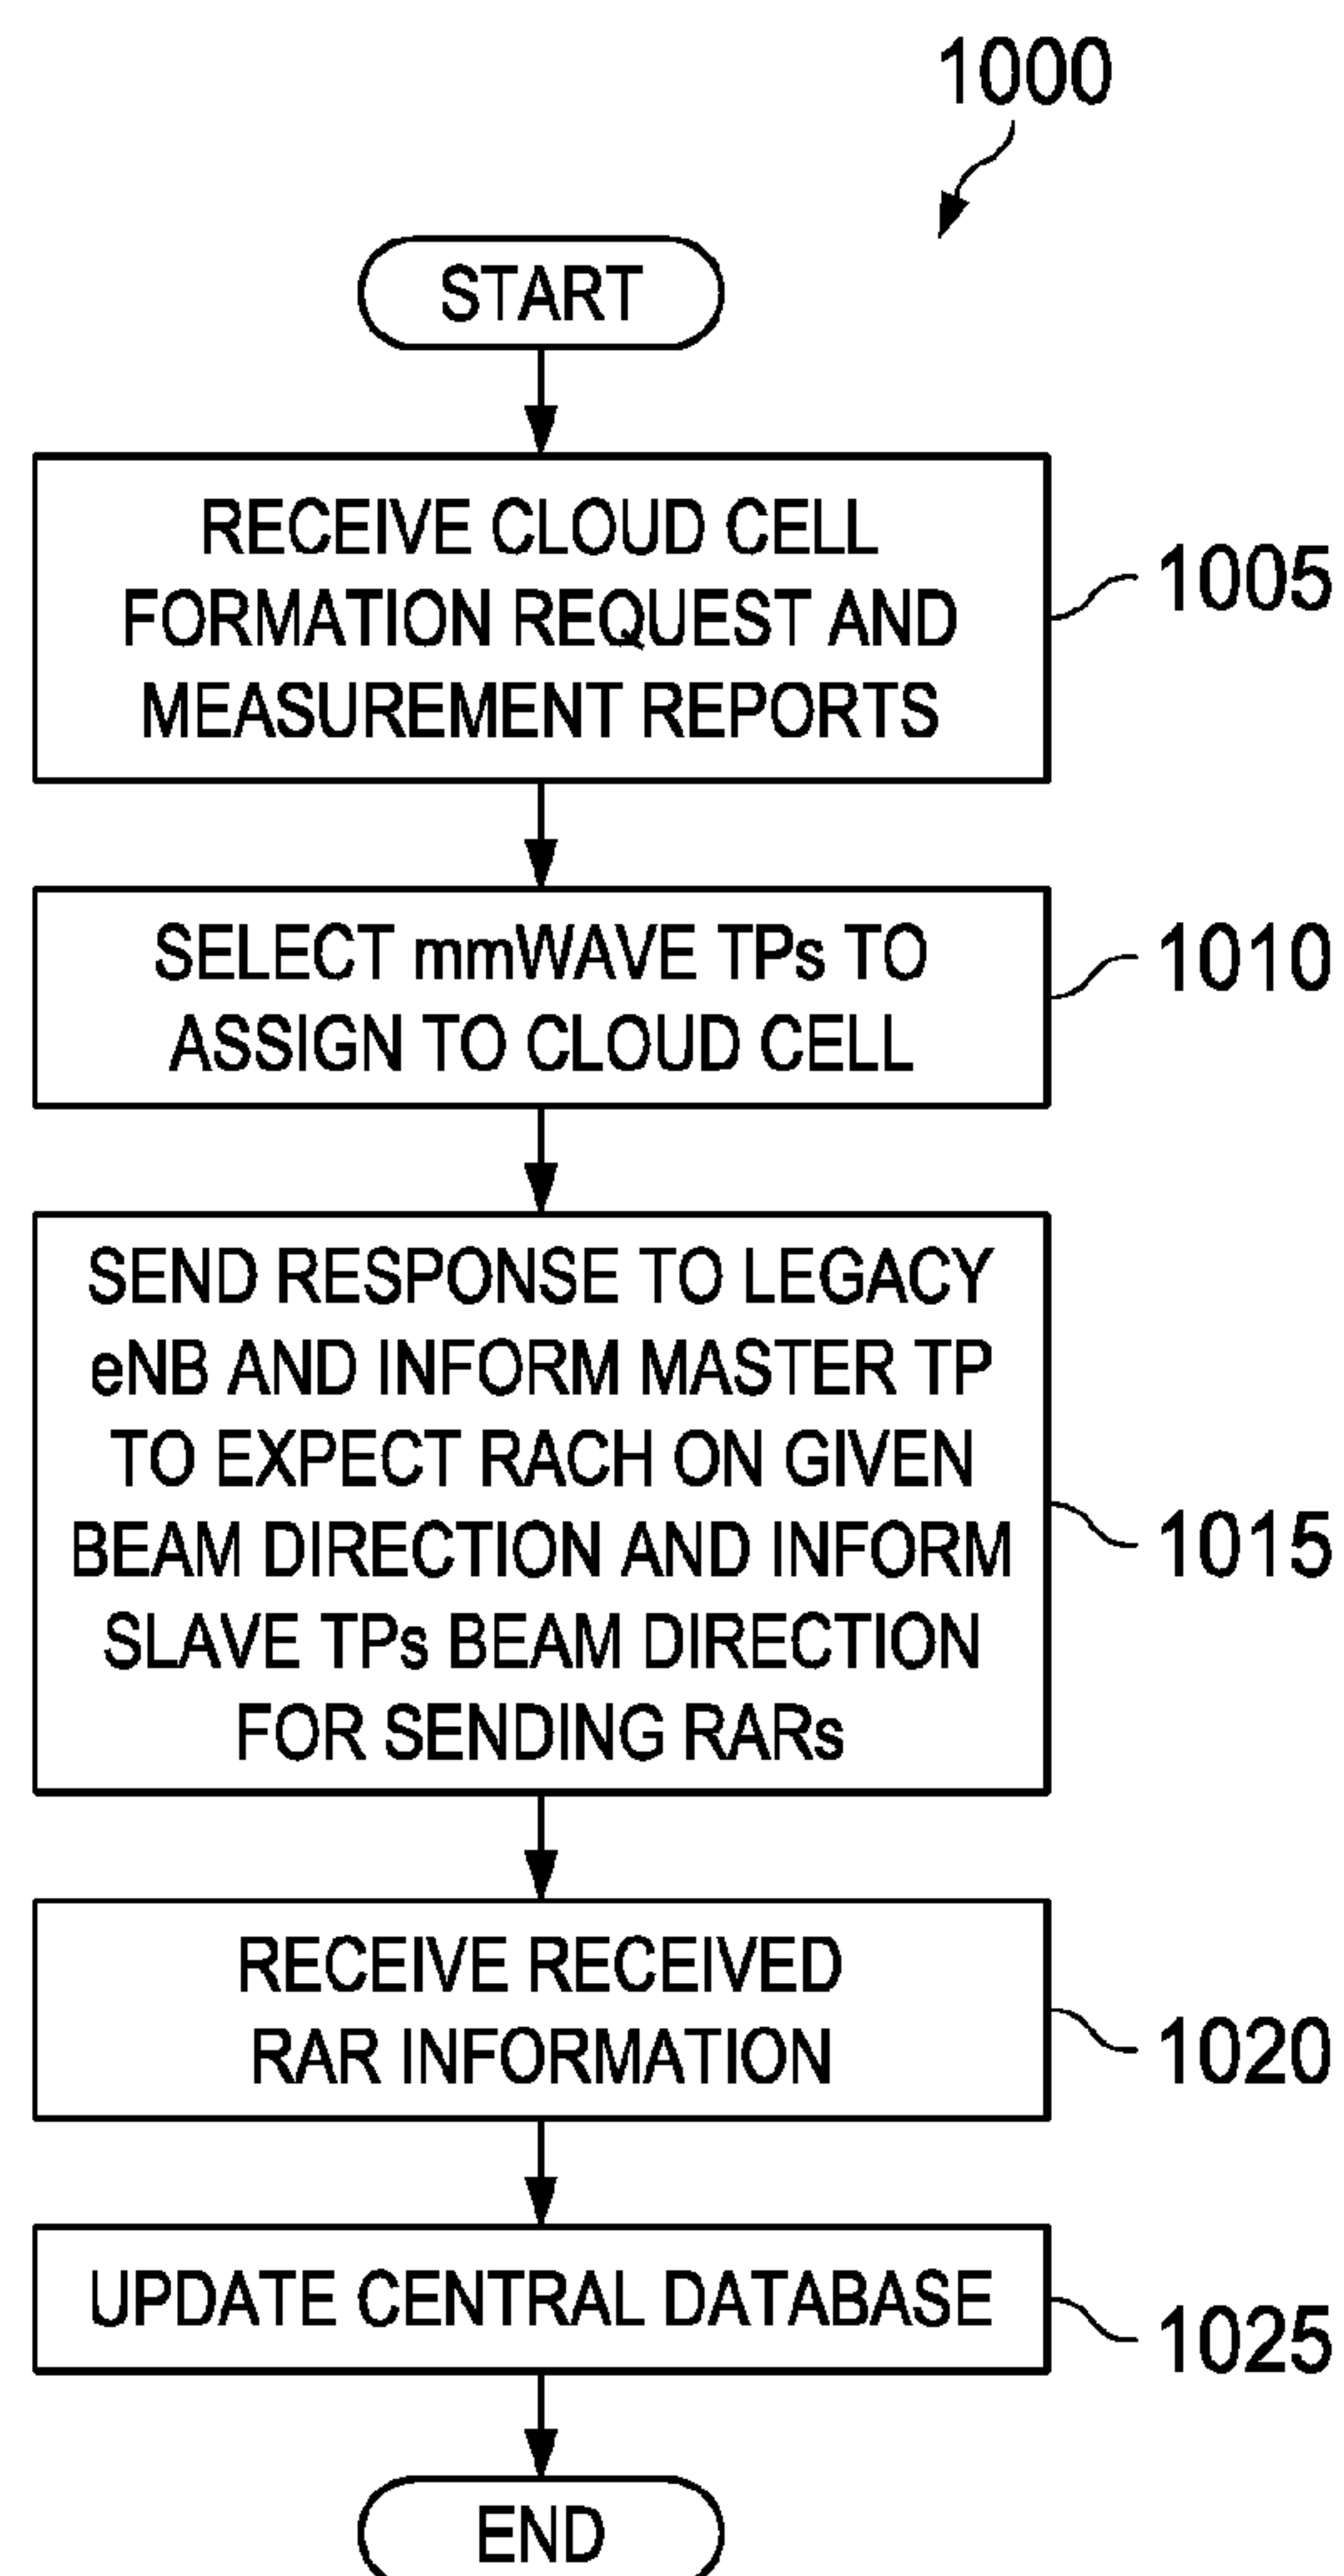 1000
START
RECEIVE CLOUD CELL
FORMATION REQUEST AND
MEASUREMENT REPORTS
1005
SELECT mmWAVE TPs TO
ASSIGN TO CLOUD CELL
1010
SEND RESPONSE TO LEGACY
eNB AND INFORM MASTER TP
TO EXPECT RACH ON GIVEN
BEAM DIRECTION AND INFORM
SLAVE TPs BEAM DIRECTION
FOR SENDING RARs
1015
RECEIVE RECEIVED
RAR INFORMATION
1020
UPDATE CENTRAL DATABASE
1025
END